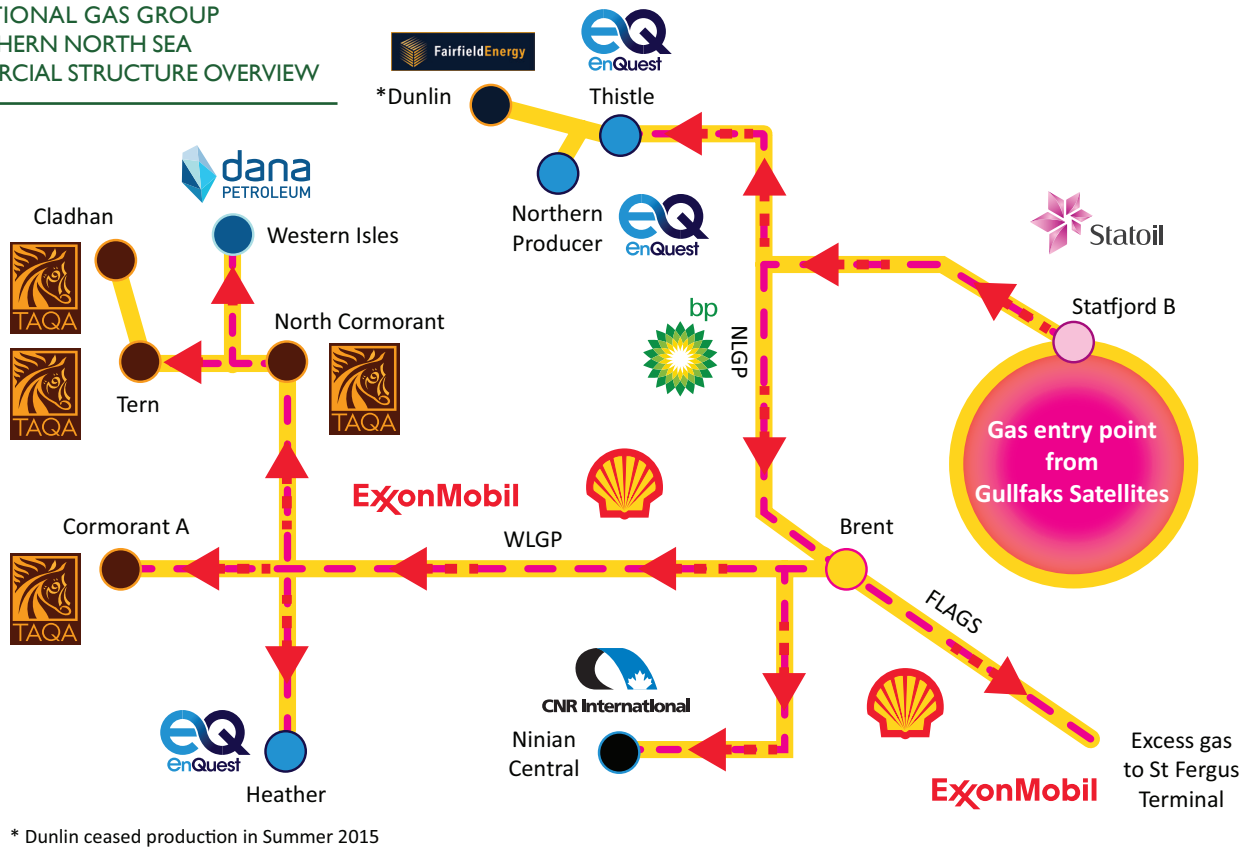 TIONAL GAS GROUP
HERN NORTH SEA
ERCIAL STRUCTURE OVERVIEW
FairfieldEnergy
EnQuest
*Dunlin
Thistle
dana
PETROLEUM
Northern
Producer
EnQuest
Cladhan
Western Isles
Statoil
TAQA
bp
NLGP
Statfjord B
North Cormorant
TAQA
Tern
TAQA
Gas entry point
from
Gullfaks Satellites
ExxonMobil
Cormorant A
WLGP
Brent
TAQA
FLAGS
CNR International
EnQuest
Ninian
Central
Heather
ExxonMobil
Excess gas
to St Fergus
Terminal
* Dunlin ceased production in Summer 2015